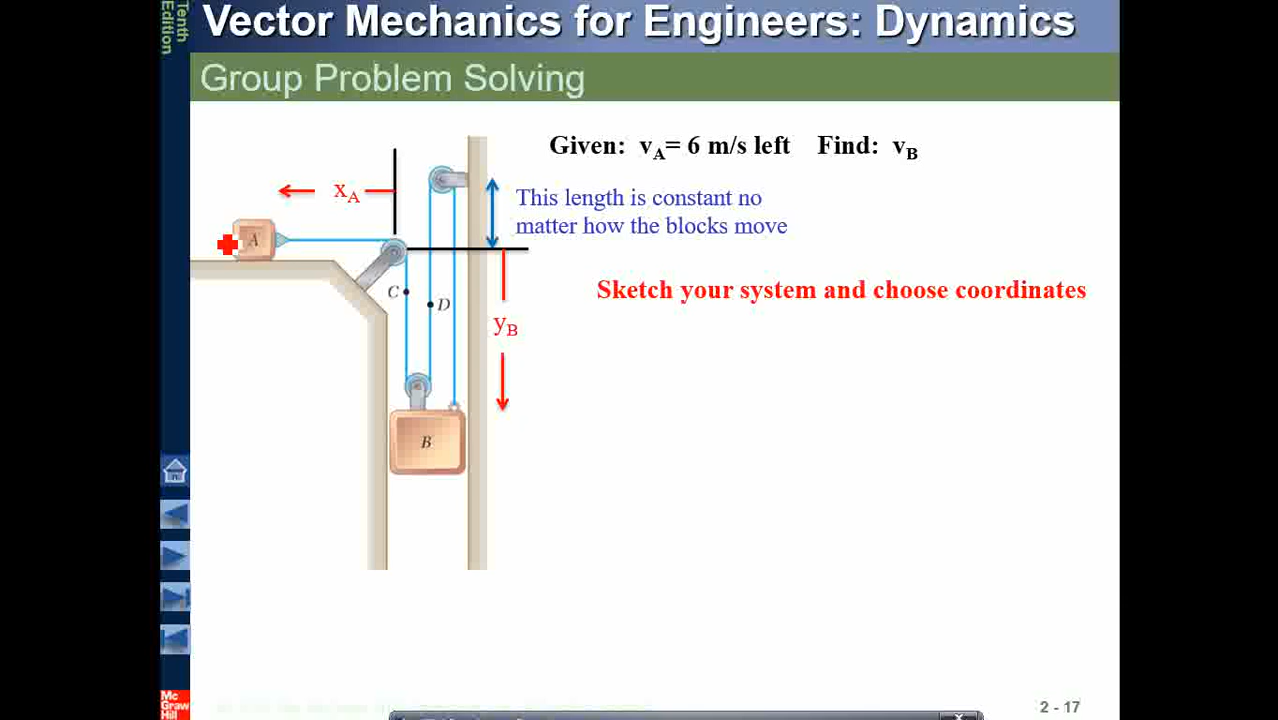 Tenth
Edition
Vector Mechanics for Engineers: Dynamics
Group Problem Solving
Given: vA= 6 m/s left Find: vB
xA
This length is constant no
matter how the blocks move
A
Sketch your system and choose coordinates
C
D
yB
B
Mc
Graw
Hill
2 - 17